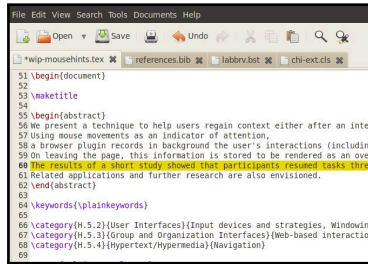 File Edit View Search Tools Documents Help
Open Save Undo
*wip-mousehints.tex references.bib labbrv.bst chi-ext.cls
51 \begin{document}
52
53 \maketitle
54
55 \begin{abstract}
56 We present a technique to help users regain context either after an inte
57 Using mouse movements as an indicator of attention,
58 a browser plugin records in background the user's interactions (includin
59 On leaving the page, this information is stored to be rendered as an ove
60 The results of a short study showed that participants resumed tasks thre
61 Related applications and further research are also envisioned.
62 \end{abstract}
63
64 \keywords{\plainkeywords}
65
66 \category{H.5.2}{User Interfaces}{Input devices and strategies, Windowin
67 \category{H.5.3}{Group and Organization Interfaces}{Web-based interactio
68 \category{H.5.4}{Hypertext/Hypermedia}{Navigation}
69